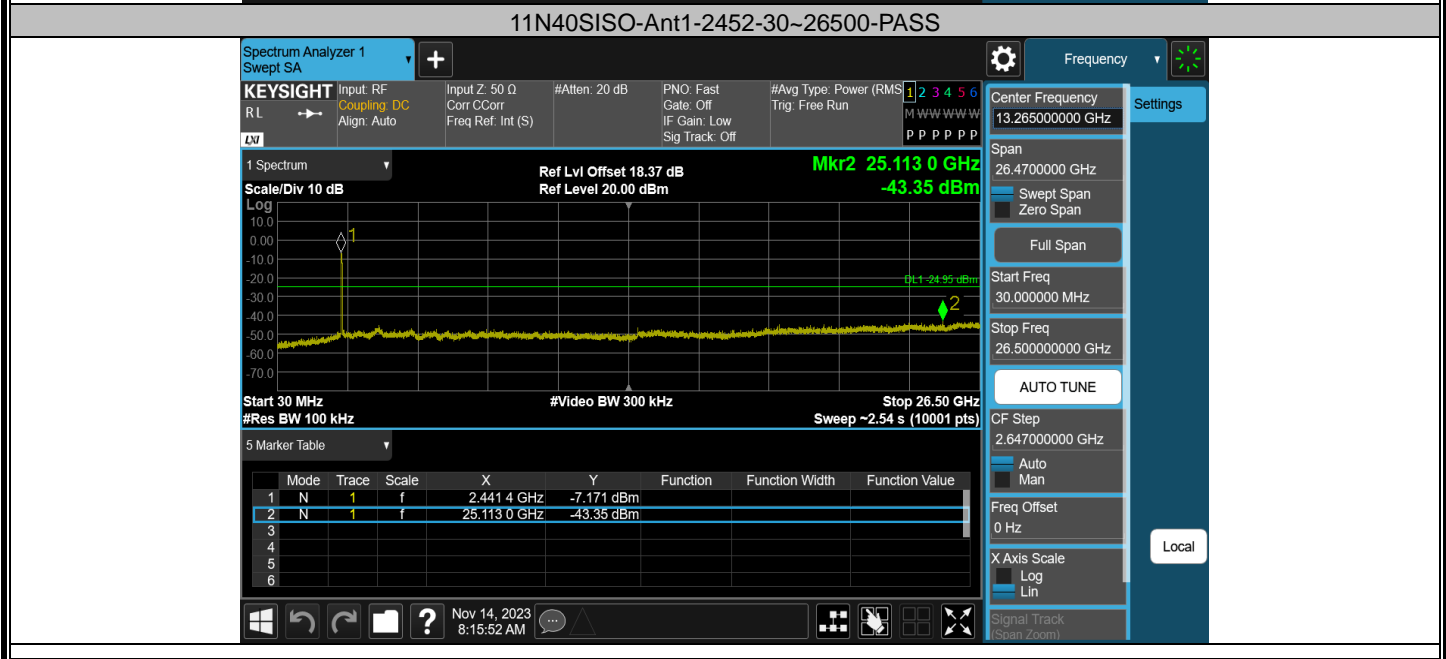 11N40SISO-Ant1-2452-30~26500-PASS
Spectrum Analyzer 1
Swept SA
Frequency
KEYSIGHT
RL
LXI
Input: RF
Coupling: DC
Align: Auto
Input Z: 50 Ω
Corr CCorr
Freq Ref: Int (S)
#Atten: 20 dB
PNO: Fast
Gate: Off
IF Gain: Low
Sig Track: Off
#Avg Type: Power (RMS
Trig: Free Run
1 2 3 4 5 6
M W W W W W
P P P P P P
1 Spectrum
Scale/Div 10 dB
Ref Lvl Offset 18.37 dB
Ref Level 20.00 dBm
Mkr2 25.113 0 GHz
-43.35 dBm
Log
10.0
0.00
-10.0
-20.0
-30.0
-40.0
-50.0
-60.0
-70.0
1
DL1 -24.95 dBm
2
Start 30 MHz
#Video BW 300 kHz
Stop 26.50 GHz
#Res BW 100 kHz
Sweep ~2.54 s (10001 pts)
5 Marker Table
Mode Trace Scale X Y Function Function Width Function Value
1 N 1 f 2.441 4 GHz -7.171 dBm
2 N 1 f 25.113 0 GHz -43.35 dBm
3
4
5
6
?
Nov 14, 2023
8:15:52 AM
Center Frequency
13.265000000 GHz
Settings
Span
26.4700000 GHz
Swept Span
Zero Span
Full Span
Start Freq
30.000000 MHz
Stop Freq
26.500000000 GHz
AUTO TUNE
CF Step
2.647000000 GHz
Auto
Man
Freq Offset
0 Hz
X Axis Scale
Log
Lin
Local
Signal Track
(Span Zoom)